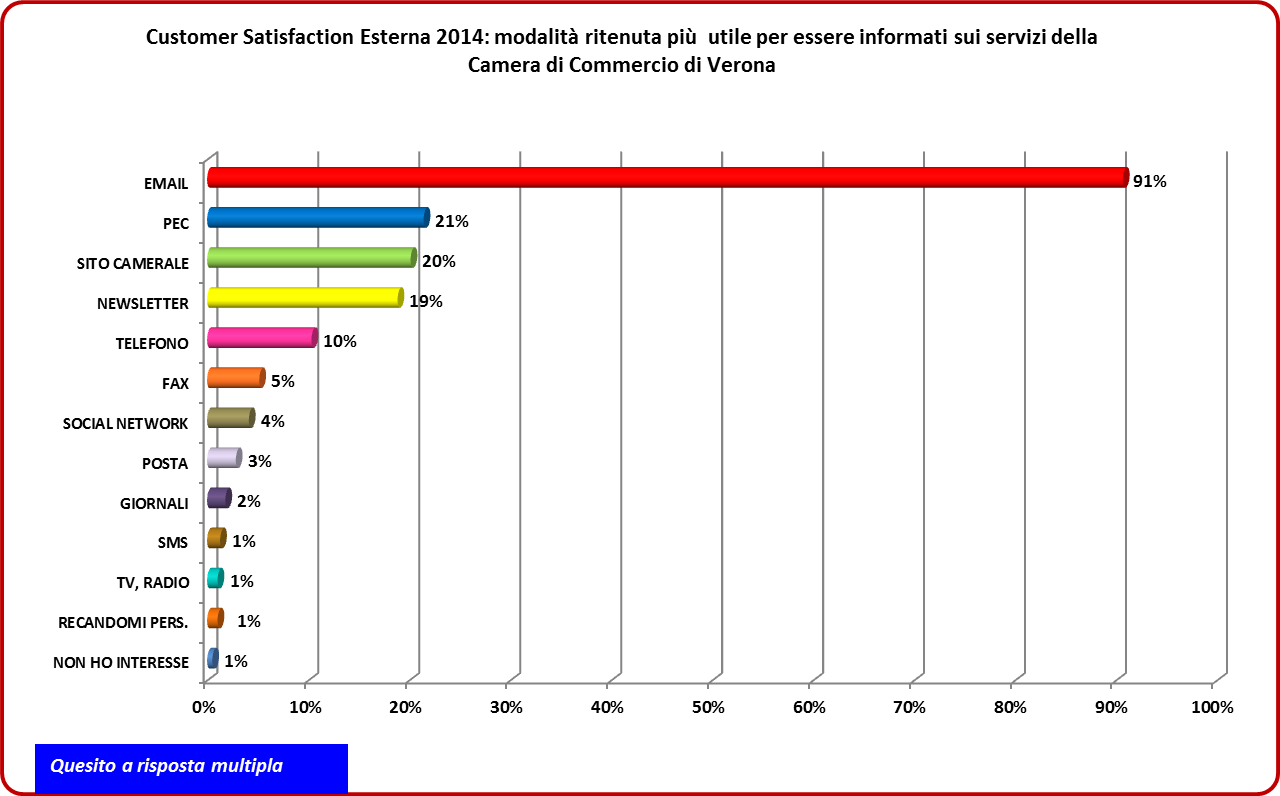 Customer Satisfaction Esterna 2014: modalità ritenuta più  utile per essere informati sui servizi della
Camera di Commercio di Verona
EMAIL 91%
PEC 21%
SITO CAMERALE 20%
NEWSLETTER 19%
TELEFONO 10%
FAX 5%
SOCIAL NETWORK 4%
POSTA 3%
GIORNALI 2%
SMS 1%
TV, RADIO 1%
RECANDOMI PERS. 1%
NON HO INTERESSE 1%
0% 10% 20% 30% 40% 50% 60% 70% 80% 90% 100%
Quesito a risposta multipla